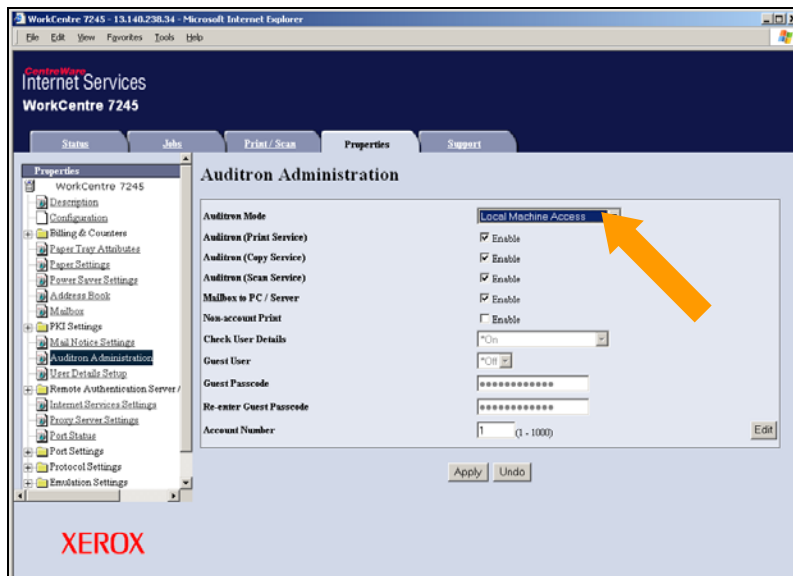 WorkCentre 7245 - 13.140.238.34 - Microsoft Internet Explorer
File Edit View Favorites Tools Help
CentreWare
Internet Services
WorkCentre 7245
Status Jobs Print / Scan Properties Support
Properties
WorkCentre 7245
Description
Configuration
Billing & Counters
Paper Tray Attributes
Paper Settings
Power Saver Settings
Address Book
Mailbox
PKI Settings
Mail Notice Settings
Auditron Administration
User Details Setup
Remote Authentication Server /
Internet Services Settings
Proxy Server Settings
Port Status
Port Settings
Protocol Settings
Emulation Settings
Auditron Administration
Auditron Mode Local Machine Access
Auditron (Print Service) Enable
Auditron (Copy Service) Enable
Auditron (Scan Service) Enable
Mailbox to PC / Server Enable
Non-account Print Enable
Check User Details *On
Guest User *Off
Guest Passcode ●●●●●●●●●●●●
Re-enter Guest Passcode ●●●●●●●●●●●●
Account Number 1 (1 - 1000) Edit
Apply Undo
XEROX